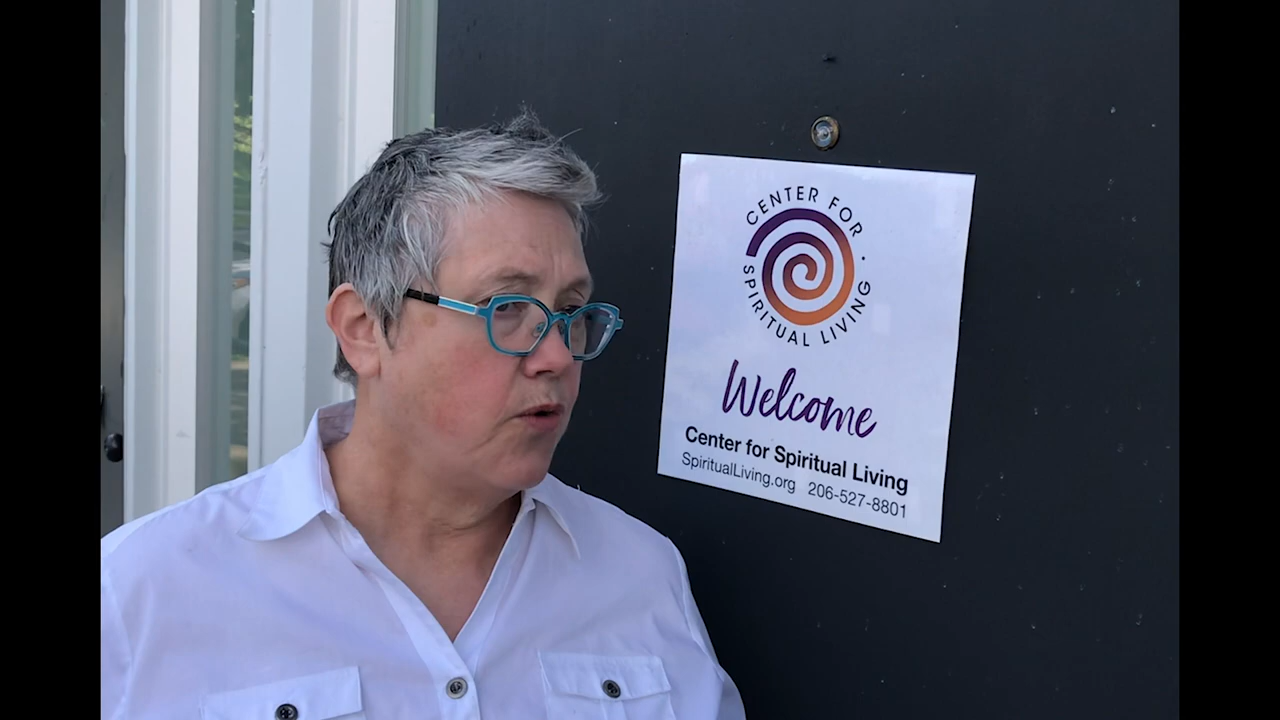 CENTER FOR
SPIRITUAL LIVING
Welcome
Center for Spiritual Living
SpiritualLiving.org 206-527-8801